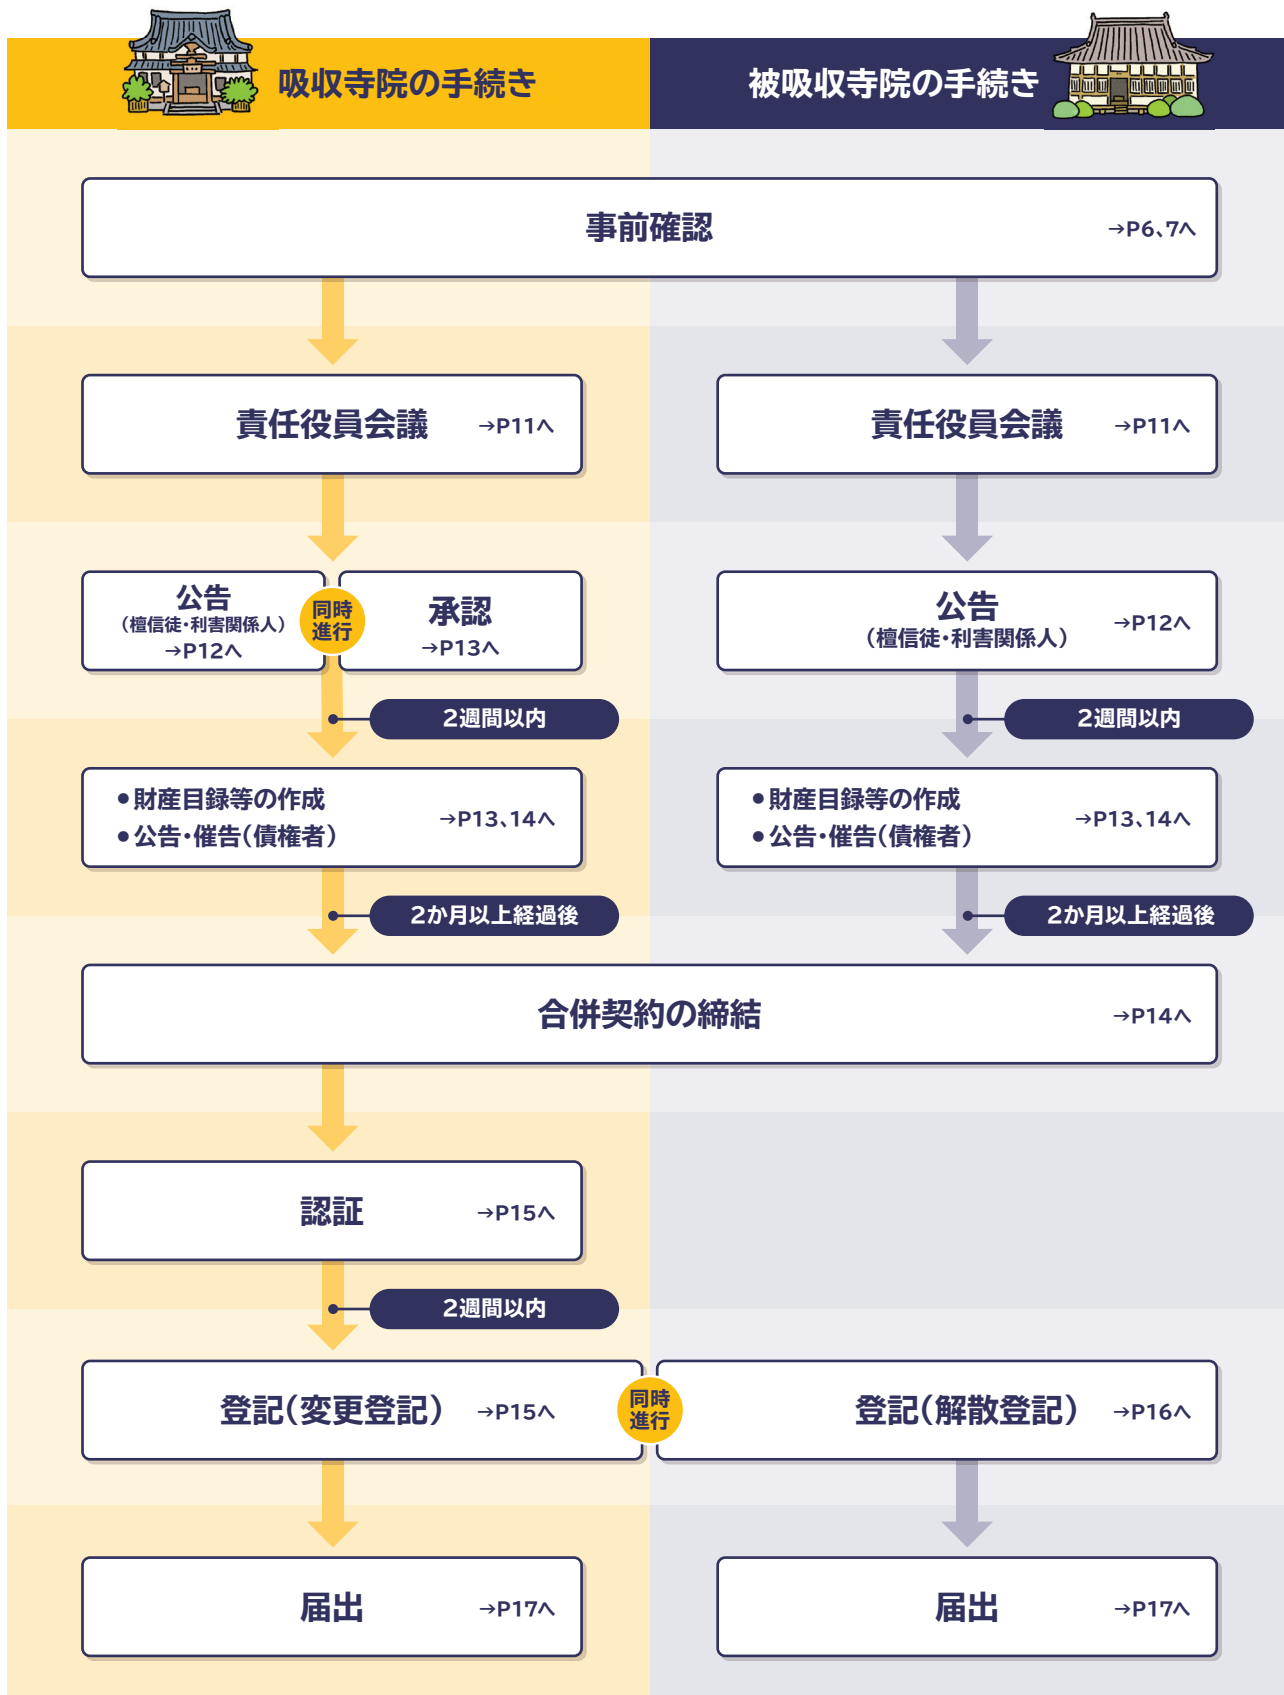 吸収寺院の手続き
被吸収寺院の手続き
事前確認 →P6、7へ
責任役員会議 →P11へ
責任役員会議 →P11へ
公告
（檀信徒・利害関係人）
→P12へ
同時
進行
承認
→P13へ
公告
（檀信徒・利害関係人）
→P12へ
2週間以内
2週間以内
●財産目録等の作成
●公告・催告（債権者）
→P13、14へ
●財産目録等の作成
●公告・催告（債権者）
→P13、14へ
2か月以上経過後
2か月以上経過後
合併契約の締結 →P14へ
認証 →P15へ
2週間以内
登記（変更登記） →P15へ
同時
進行
登記（解散登記） →P16へ
届出 →P17へ
届出 →P17へ